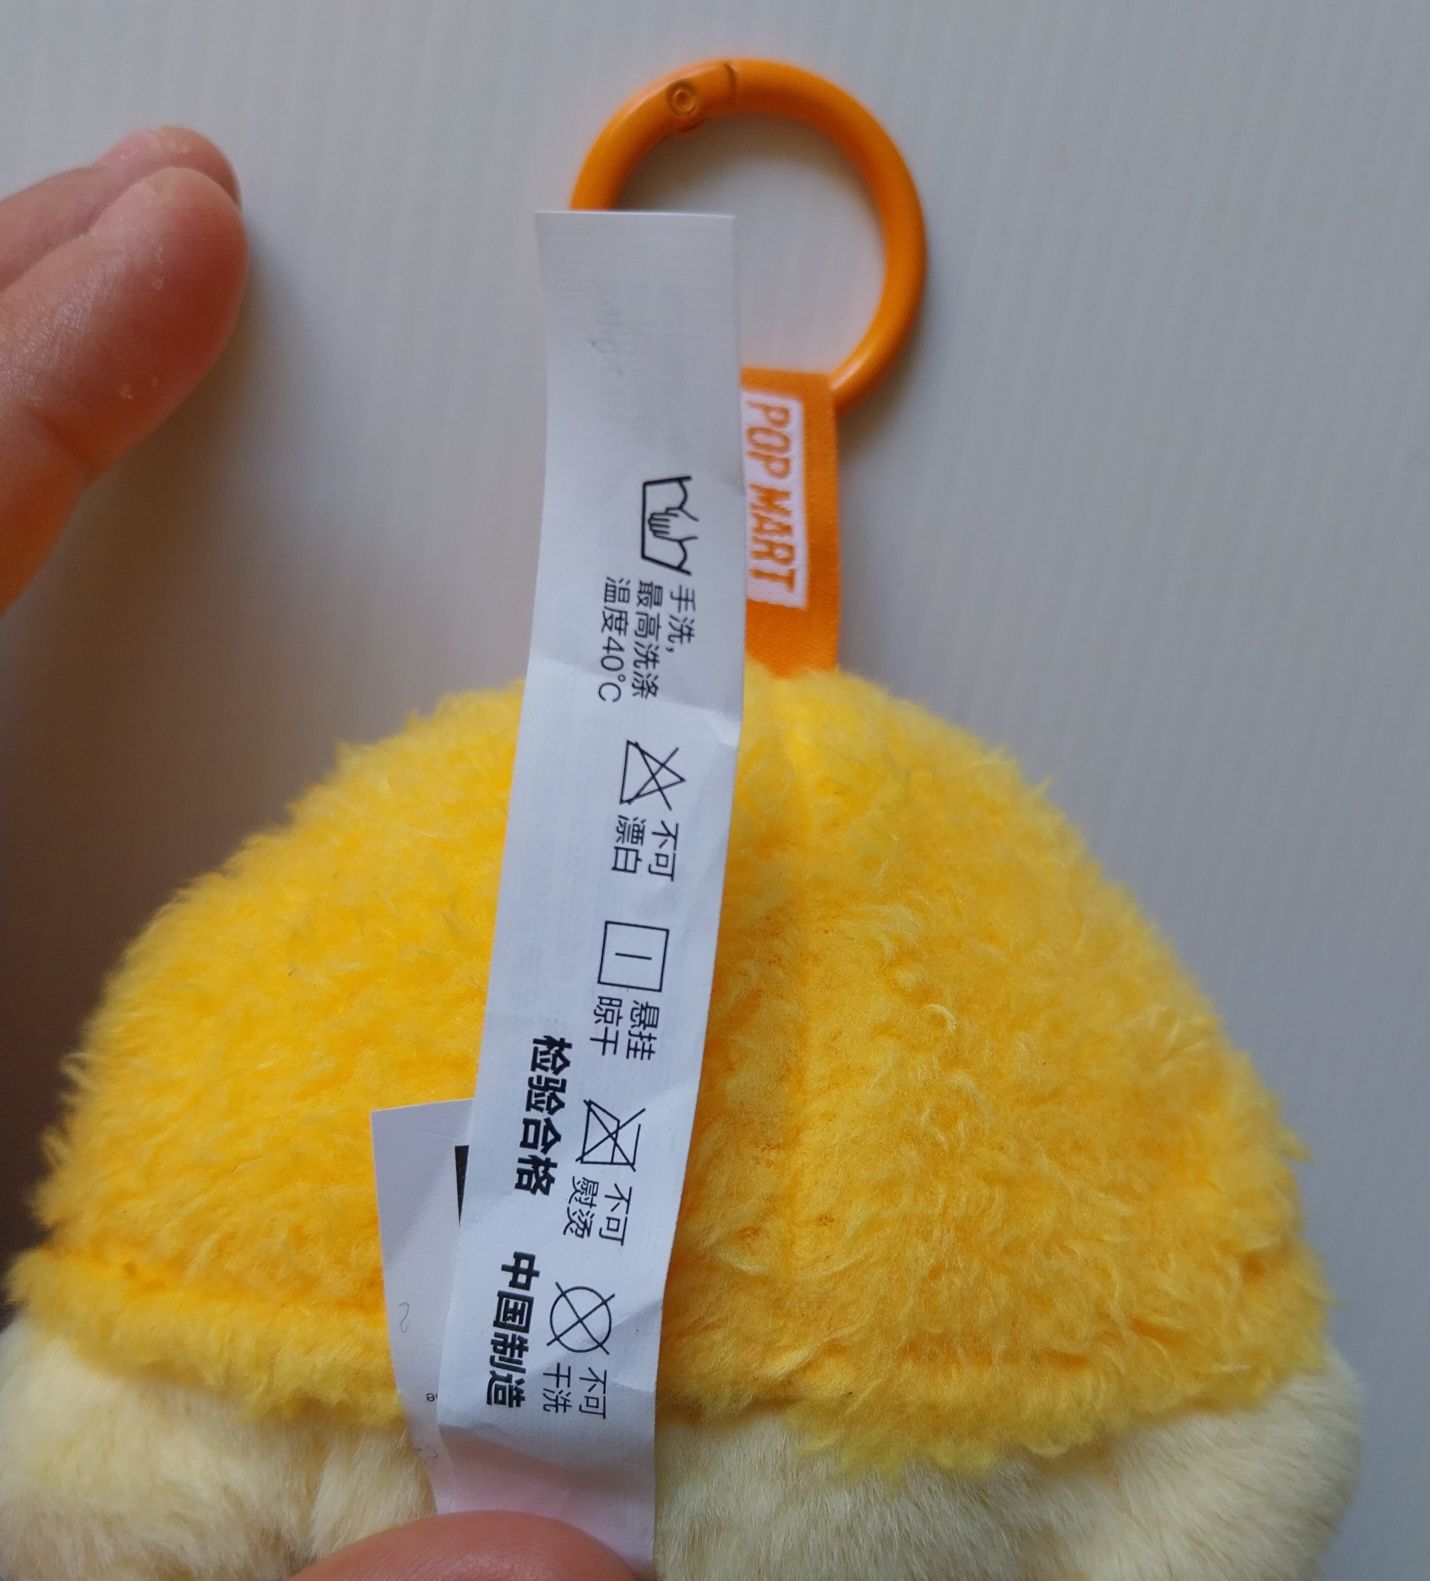 POP MART
手洗，
最高洗涤
温度40℃
不可
漂白
悬挂
晾干
不可
熨烫
不可
干洗
检验合格
中国制造